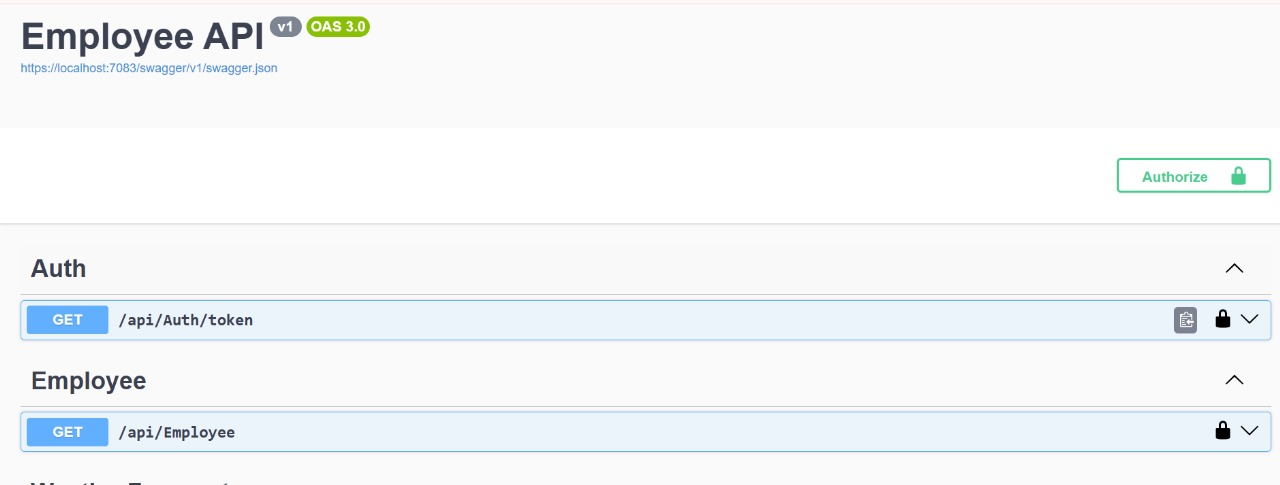 Employee API v1 OAS 3.0
https://localhost:7083/swagger/v1/swagger.json
Authorize
Auth
GET /api/Auth/token
Employee
GET /api/Employee